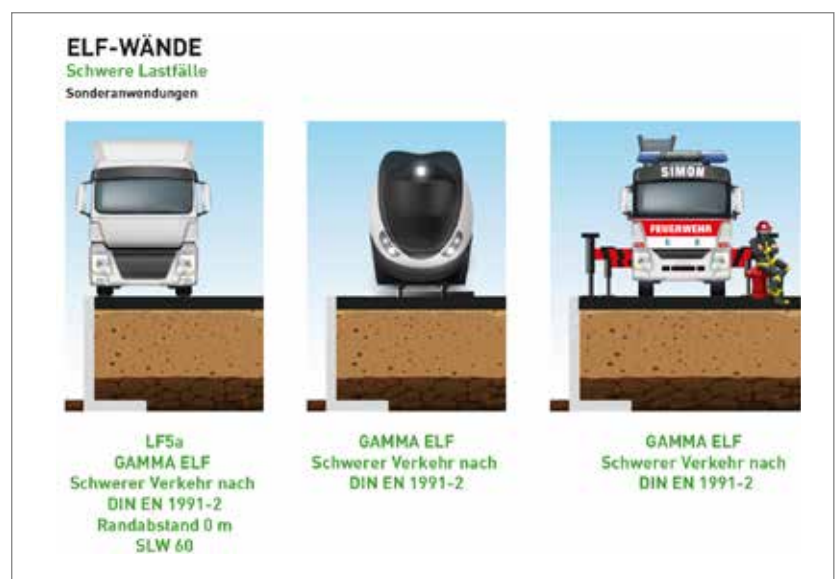 ELF-WÄNDE
Schwere Lastfälle
Sonderanwendungen
SIMON
FEUERWEHR
LF5a
GAMMA ELF
Schwerer Verkehr nach
DIN EN 1991-2
Randabstand 0 m
SLW 60
GAMMA ELF
Schwerer Verkehr nach
DIN EN 1991-2
GAMMA ELF
Schwerer Verkehr nach
DIN EN 1991-2